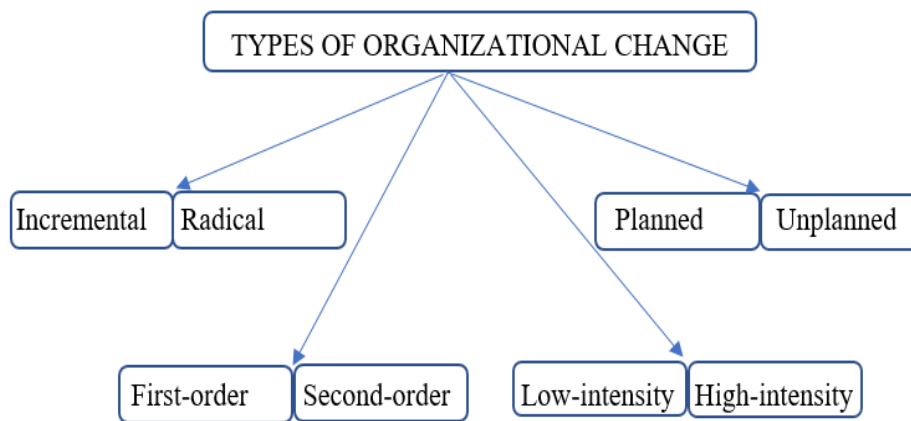 TYPES OF ORGANIZATIONAL CHANGE
Incremental Radical
Planned Unplanned
First-order Second-order
Low-intensity High-intensity